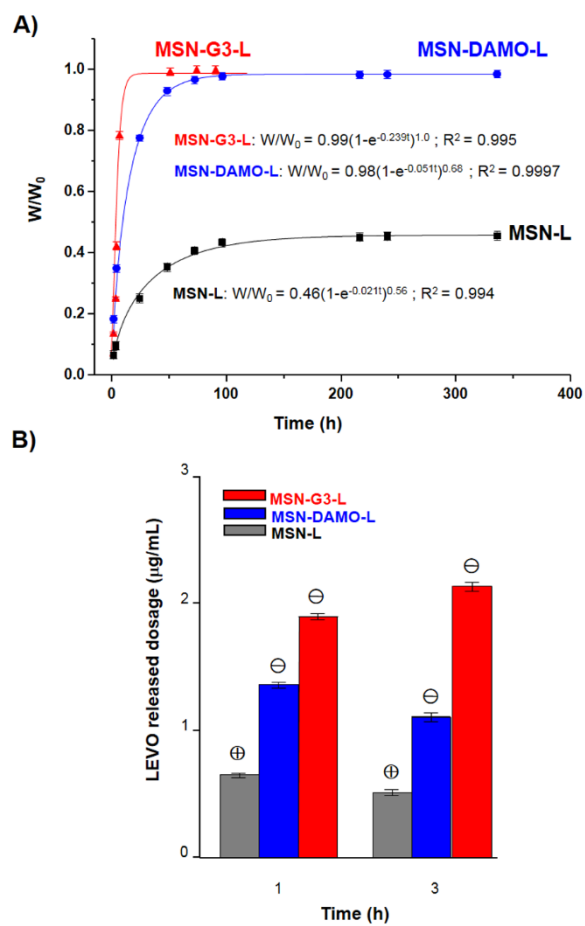 A)
MSN-G3-L
MSN-DAMO-L
1.0
0.8
0.6
0.4
0.2
0.0
W/W₀
MSN-G3-L: W/W₀ = 0.99(1-e⁻⁰·²³⁹ᵗ)¹·⁰ ; R² = 0.995
MSN-DAMO-L: W/W₀ = 0.98(1-e⁻⁰·⁰⁵¹ᵗ)⁰·⁶⁸ ; R² = 0.9997
MSN-L
MSN-L: W/W₀ = 0.46(1-e⁻⁰·⁰²¹ᵗ)⁰·⁵⁶ ; R² = 0.994
0 100 200 300 400
Time (h)
B)
3
2
1
0
LEVO released dosage (µg/mL)
MSN-G3-L
MSN-DAMO-L
MSN-L
⊕ ⊖ ⊖ ⊕ ⊖ ⊖
1 3
Time (h)